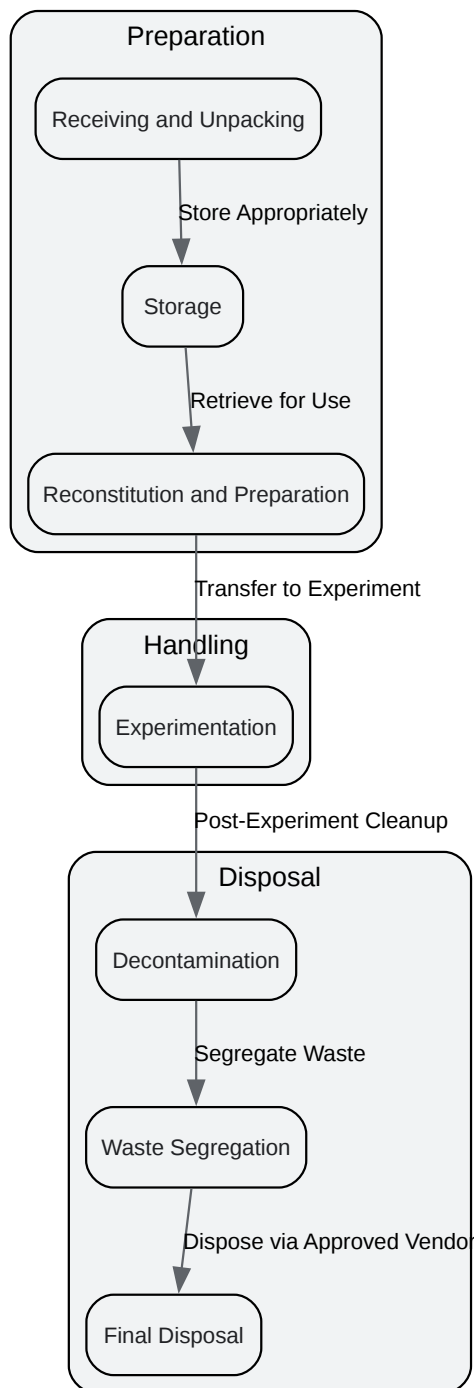 Preparation
Receiving and Unpacking
Store Appropriately
Storage
Retrieve for Use
Reconstitution and Preparation
Transfer to Experiment
Handling
Experimentation
Post-Experiment Cleanup
Disposal
Decontamination
Segregate Waste
Waste Segregation
Dispose via Approved Vendor
Final Disposal